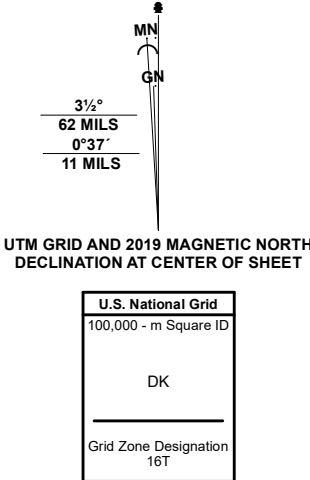 MN
GN
3½°
62 MILS
0°37´
11 MILS
UTM GRID AND 2019 MAGNETIC NORTH
DECLINATION AT CENTER OF SHEET
U.S. National Grid
100,000 - m Square ID
DK
Grid Zone Designation
16T